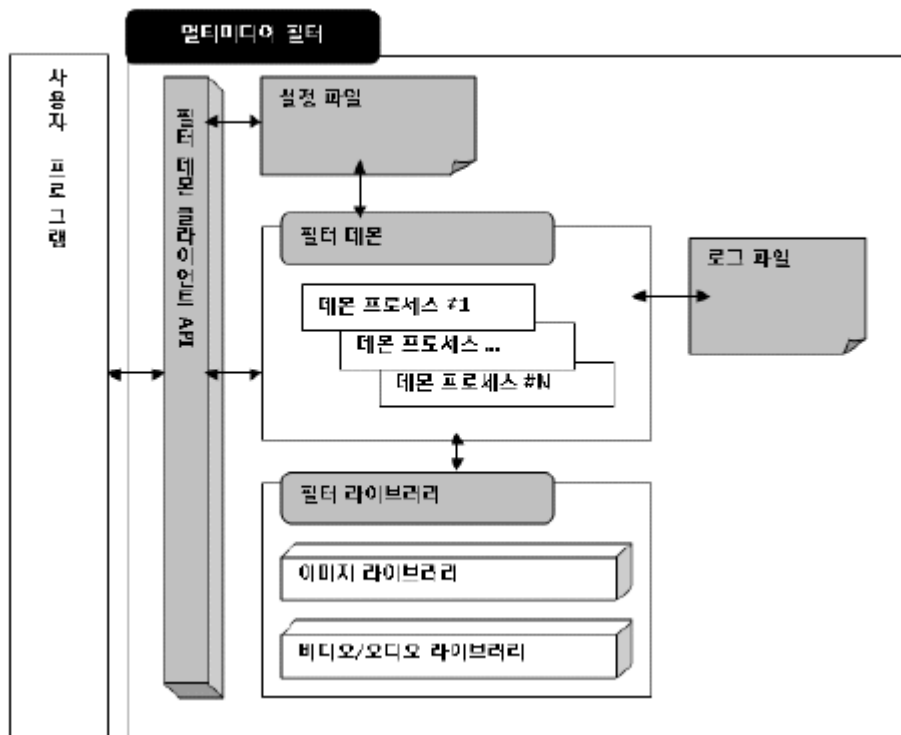 멀티미디어 필터
사용자 프로그램
필터 데몬 클라이언트 API
설정 파일
필터 데몬
로그 파일
데몬 프로세스 #1
데몬 프로세스 ...
데몬 프로세스 #N
필터 라이브러리
이미지 라이브러리
비디오/오디오 라이브러리